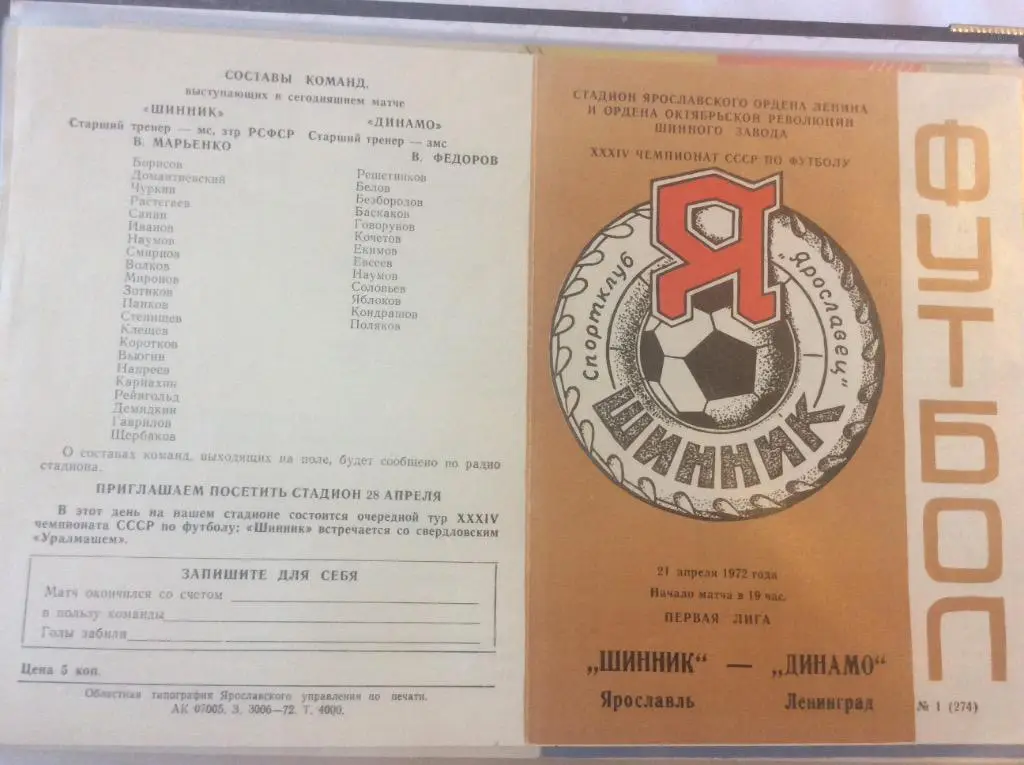 СОСТАВЫ КОМАНД,
выступающих в сегодняшнем матче
«ШИННИК»
Старший тренер — мс, зтр РСФСР
В. МАРЬЕНКО
Борисов
Домантиевский
Чуркин
Растегаев
Санин
Иванов
Наумов
Смирнов
Волков
Миронов
Зотиков
Панков
Стенищев
Клещев
Коротков
Вьюгин
Напреев
Карнахин
Рейнгольд
Демидкин
Гаврилов
Щербаков
«ДИНАМО»
Старший тренер — змс
В. ФЕДОРОВ
Решетников
Белов
Безбородов
Баскаков
Говорунов
Кочетов
Екимов
Евсеев
Наумов
Соловьев
Яблоков
Кондрашов
Поляков
О составах команд, выходящих на поле, будет сообщено по радио
стадиона.
ПРИГЛАШАЕМ ПОСЕТИТЬ СТАДИОН 28 АПРЕЛЯ
В этот день на нашем стадионе состоится очередной тур XXXIV
чемпионата СССР по футболу: «Шинник» встречается со свердловским
«Уралмашем».
ЗАПИШИТЕ ДЛЯ СЕБЯ
Матч окончился со счетом
в пользу команды
Голы забили
Цена 5 коп.
Областная типография Ярославского управления по печати.
АК 07005. З. 3006—72. Т. 4000.
СТАДИОН ЯРОСЛАВСКОГО ОРДЕНА ЛЕНИНА
И ОРДЕНА ОКТЯБРЬСКОЙ РЕВОЛЮЦИИ
ШИННОГО ЗАВОДА
XXXIV ЧЕМПИОНАТ СССР ПО ФУТБОЛУ
Я
Спортклуб „Ярославец"
ШИННИК
21 апреля 1972 года
Начало матча в 19 час.
ПЕРВАЯ ЛИГА
„ШИННИК" — „ДИНАМО"
Ярославль Ленинград
ФУТБОЛ
№ 1 (274)